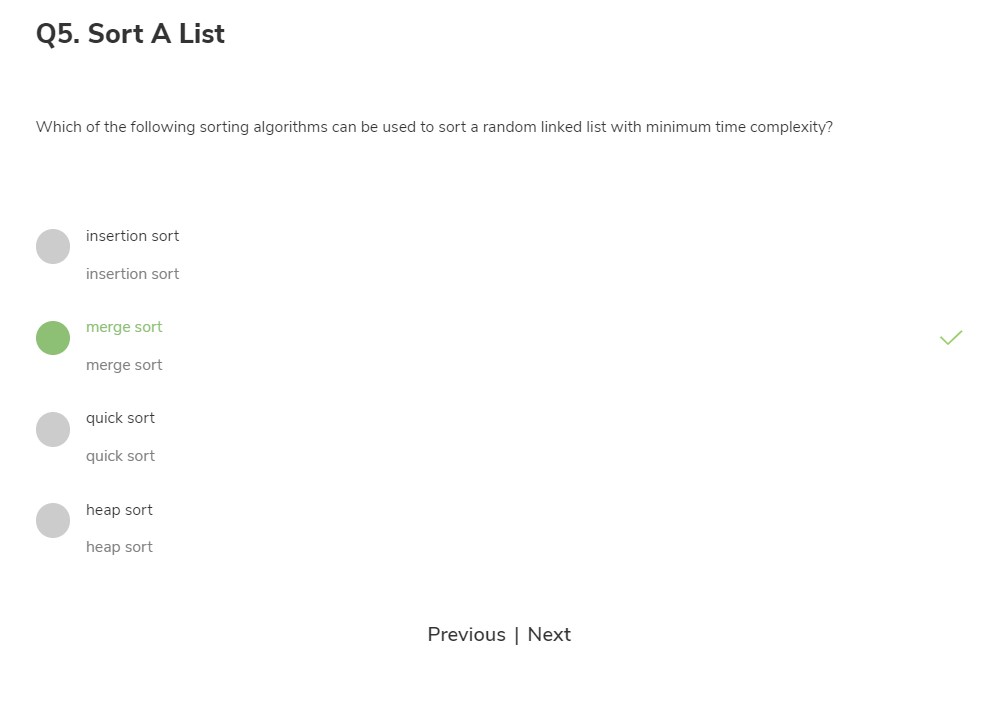 Q5. Sort A List
Which of the following sorting algorithms can be used to sort a random linked list with minimum time complexity?
insertion sort
insertion sort
merge sort
merge sort
quick sort
quick sort
heap sort
heap sort
Previous | Next